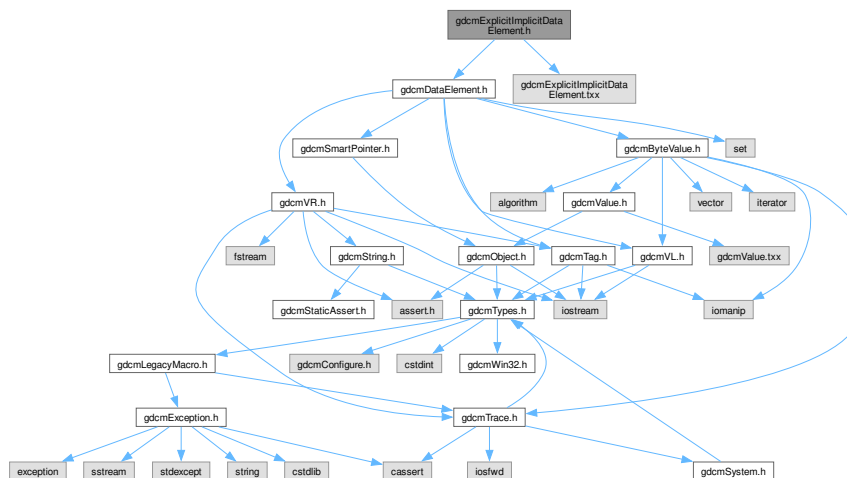 gdcmExplicitImplicitData
Element.h
gdcmDataElement.h
gdcmExplicitImplicitData
Element.txx
gdcmSmartPointer.h
gdcmByteValue.h
set
gdcmVR.h
algorithm
gdcmValue.h
vector
iterator
fstream
gdcmString.h
gdcmObject.h
gdcmTag.h
gdcmVL.h
gdcmValue.txx
gdcmStaticAssert.h
assert.h
gdcmTypes.h
iostream
iomanip
gdcmLegacyMacro.h
gdcmConfigure.h
cstdint
gdcmWin32.h
gdcmException.h
gdcmTrace.h
exception
sstream
stdexcept
string
cstdlib
cassert
iosfwd
gdcmSystem.h